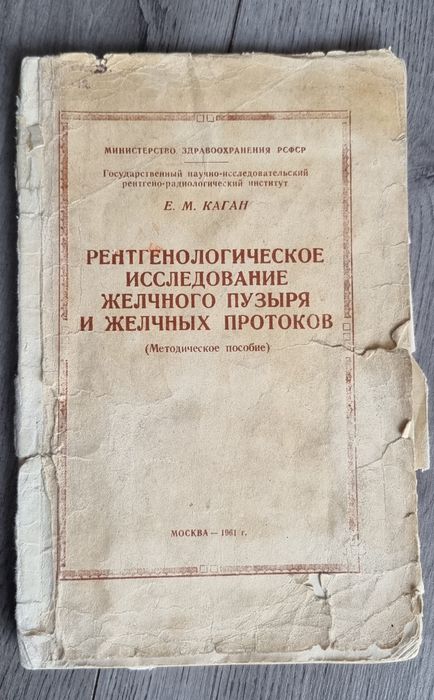 МИНИСТЕРСТВО ЗДРАВООХРАНЕНИЯ РСФСР
Государственный научно-исследовательский
рентгено-радиологический институт
Е. М. КАГАН
РЕНТГЕНОЛОГИЧЕСКОЕ
ИССЛЕДОВАНИЕ
ЖЕЛЧНОГО ПУЗЫРЯ
И ЖЕЛЧНЫХ ПРОТОКОВ
(Методическое пособие)
МОСКВА — 1961 г.